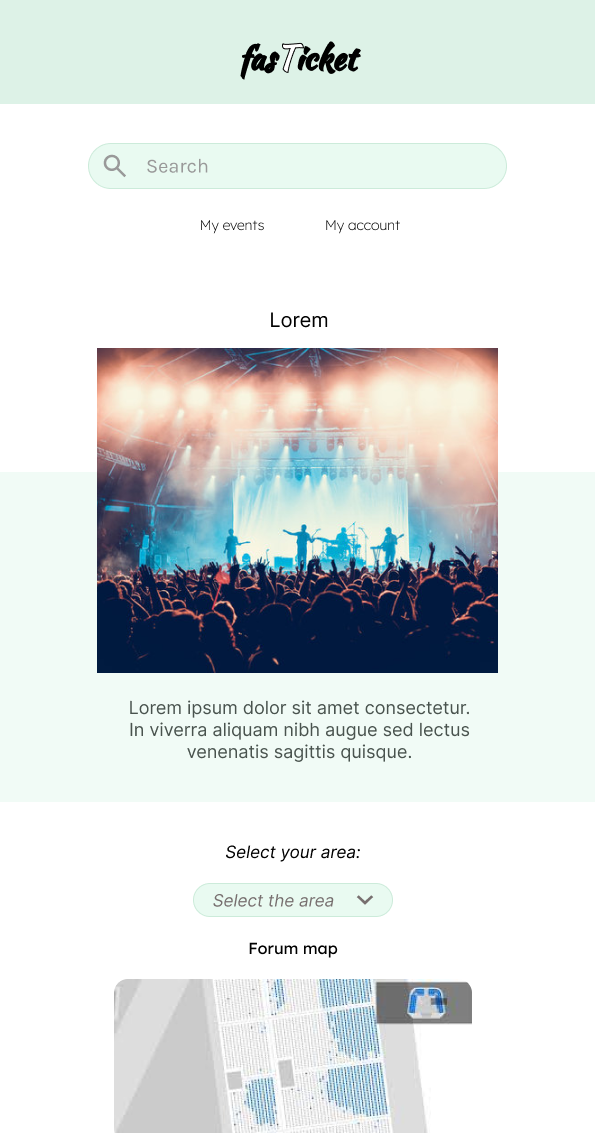 fasTicket
Search
My events
My account
Lorem
Lorem ipsum dolor sit amet consectetur.
In viverra aliquam nibh augue sed lectus
venenatis sagittis quisque.
Select your area:
Select the area
Forum map